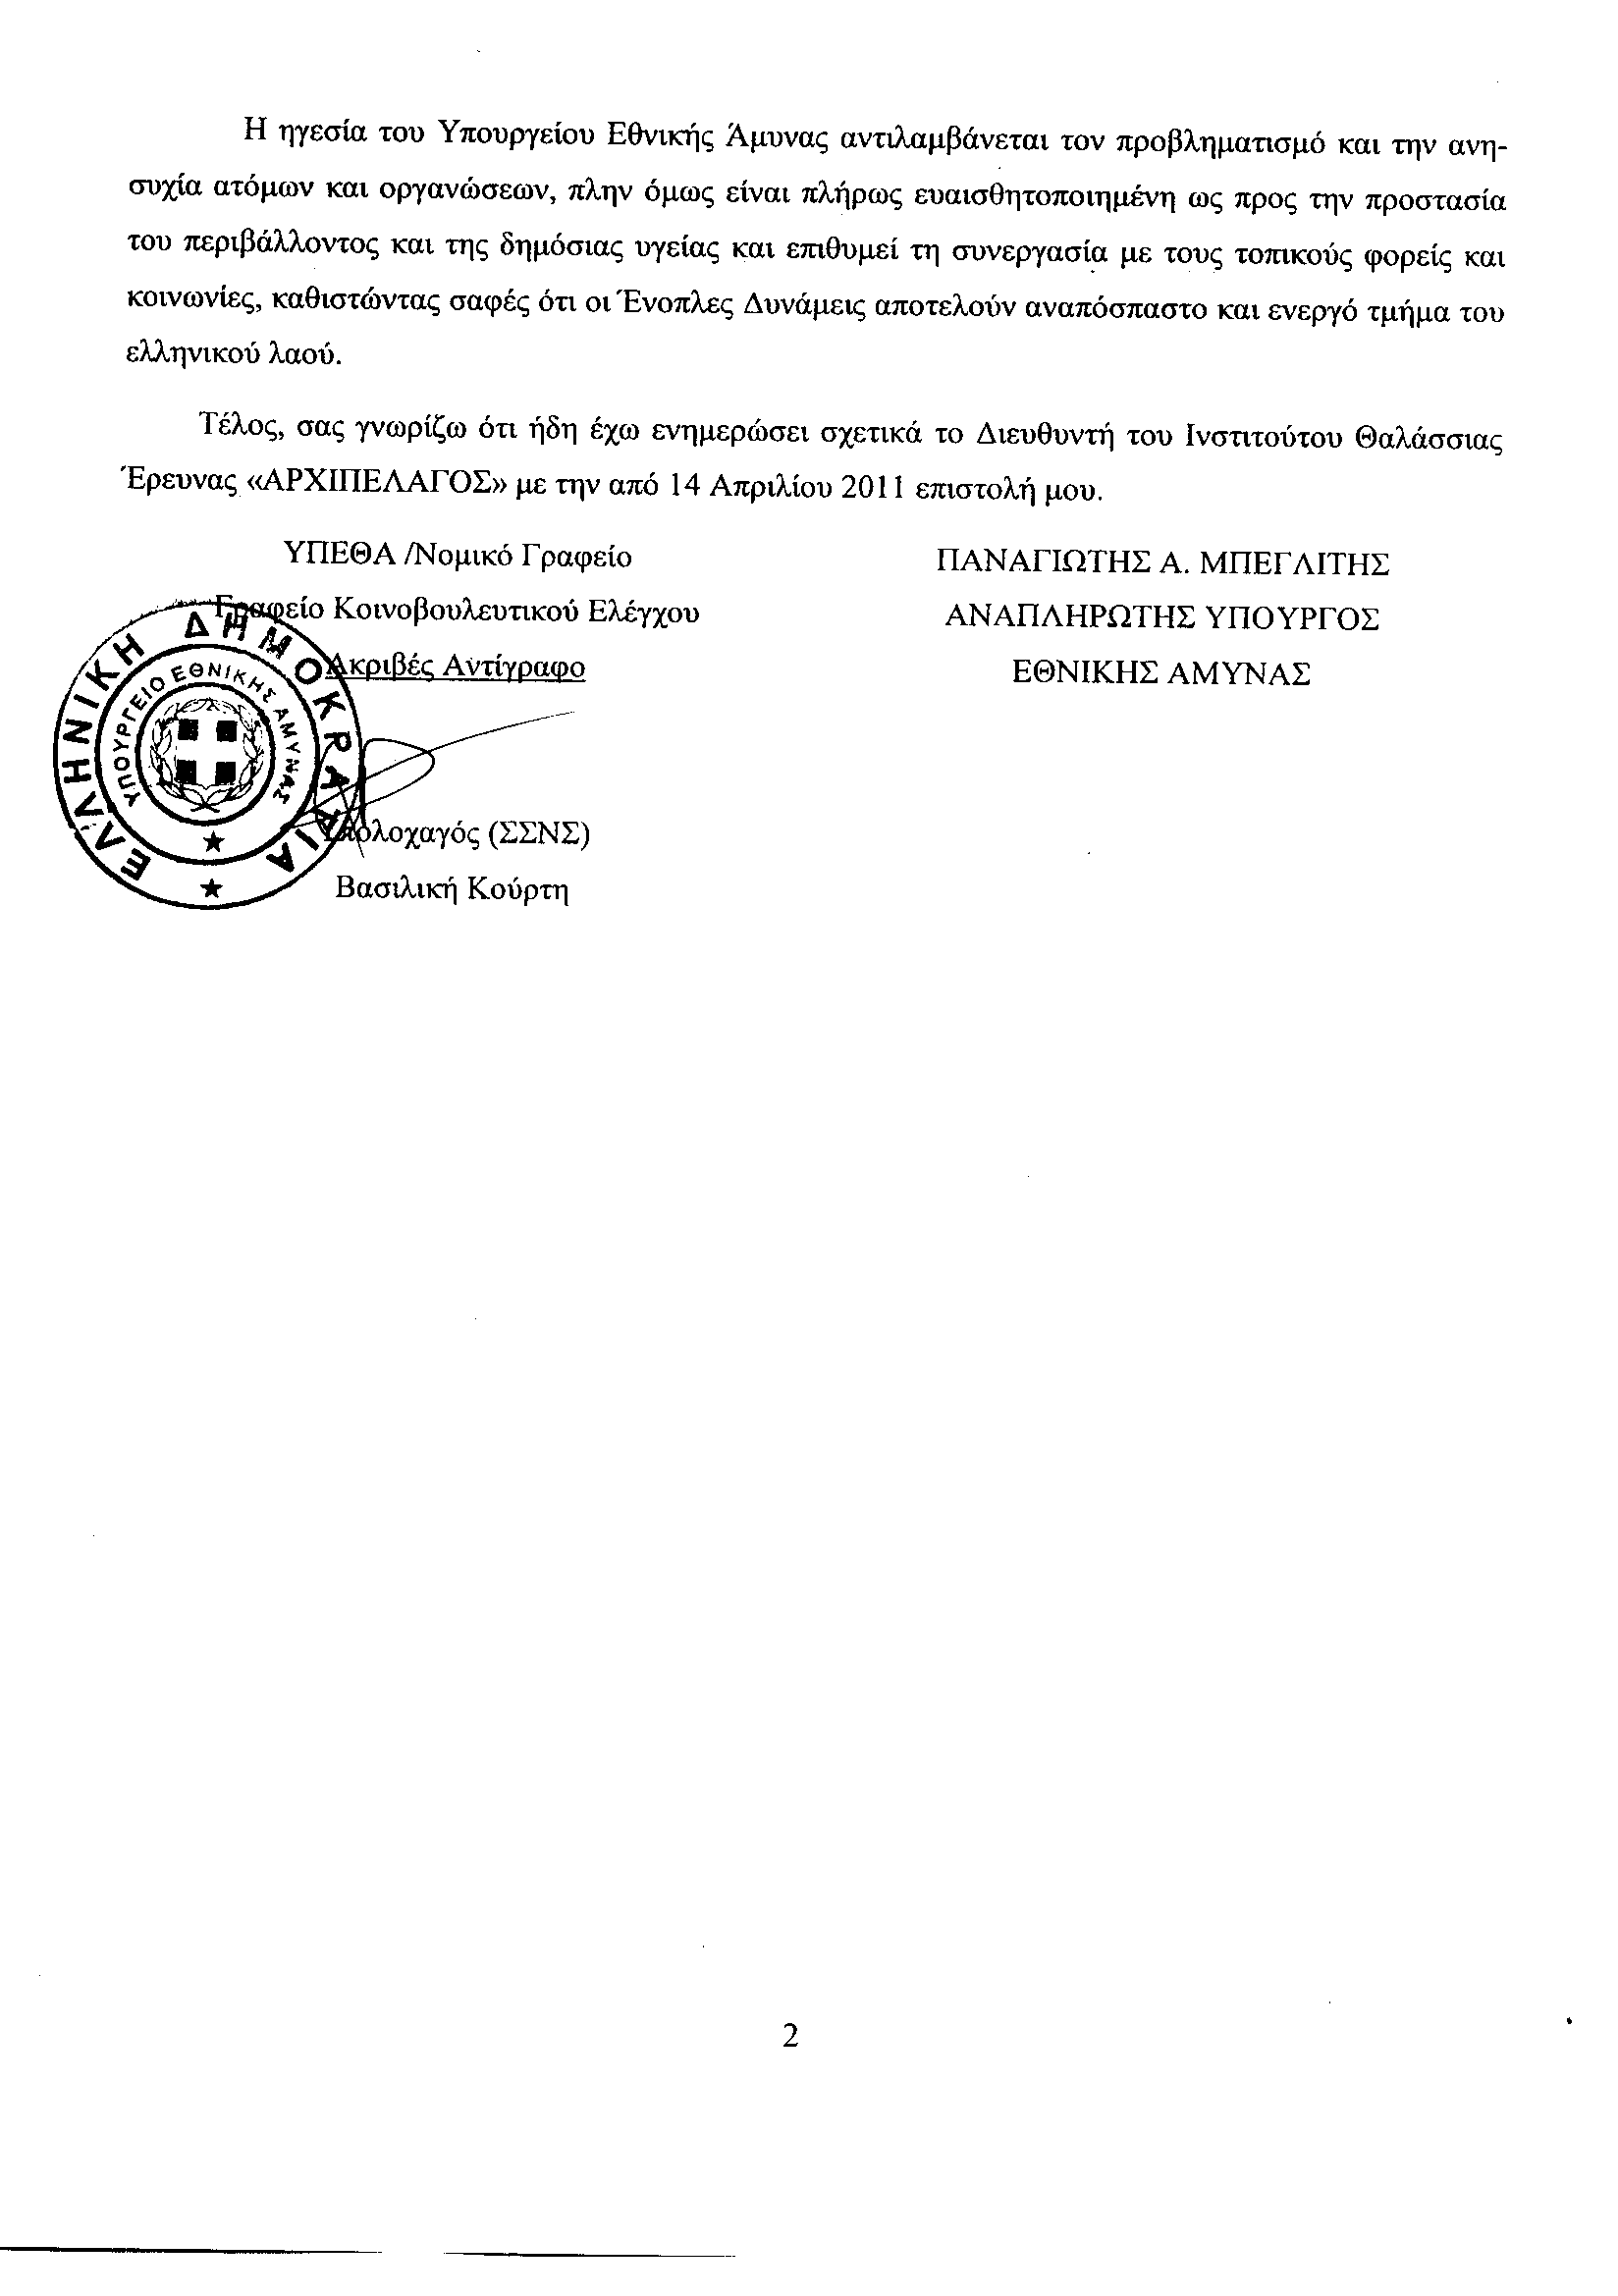 Η ηγεσία του Υπουργείου Εθνικής Άμυνας αντιλαμβάνεται τον προβληματισμό και την ανη-
συχία ατόμων και οργανώσεων, πλην όμως είναι πλήρως ευαισθητοποιημένη ως προς την προστασία
του περιβάλλοντος και της δημόσιας υγείας και επιθυμεί τη συνεργασία με τους τοπικούς φορείς και
κοινωνίες, καθιστώντας σαφές ότι οι Ένοπλες Δυνάμεις αποτελούν αναπόσπαστο και ενεργό τμήμα του
ελληνικού λαού.
Τέλος, σας γνωρίζω ότι ήδη έχω ενημερώσει σχετικά το Διευθυντή του Ινστιτούτου Θαλάσσιας
Έρευνας «ΑΡΧΙΠΕΛΑΓΟΣ» με την από 14 Απριλίου 2011 επιστολή μου.
ΥΠΕΘΑ /Νομικό Γραφείο
Γραφείο Κοινοβουλευτικού Ελέγχου
Ακριβές Αντίγραφο
Υπολοχαγός (ΣΣΝΣ)
Βασιλική Κούρτη
ΠΑΝΑΓΙΩΤΗΣ Α. ΜΠΕΓΛΙΤΗΣ
ΑΝΑΠΛΗΡΩΤΗΣ ΥΠΟΥΡΓΟΣ
ΕΘΝΙΚΗΣ ΑΜΥΝΑΣ
ΕΛΛΗΝΙΚΗ ΔΗΜΟΚΡΑΤΙΑ
ΥΠΟΥΡΓΕΙΟ ΕΘΝΙΚΗΣ ΑΜΥΝΑΣ
2